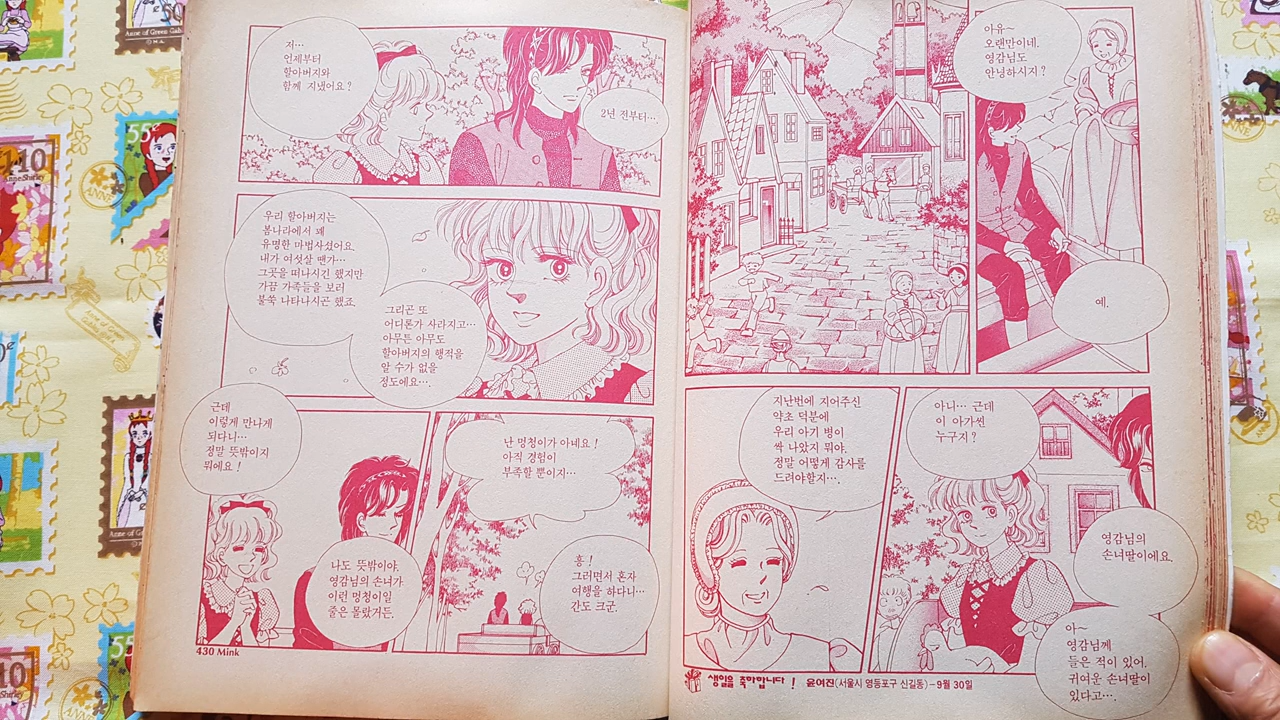 저…
언제부터
할아버지와
함께 지냈어요?
2년 전부터….
우리 할아버지는
봄나라에서 꽤
유명한 마법사셨어요.
내가 여섯살 땐가…
그곳을 떠나시긴 했지만
가끔 가족들을 보러
불쑥 나타나시곤 했죠.
그리곤 또
어디론가 사라지고…
아무튼 아무도
할아버지의 행적을
알 수가 없을
정도에요….
근데
이렇게 만나게
되다니…
정말 뜻밖이지
뭐에요!
나도 뜻밖이야.
영감님의 손녀가
이런 멍청이일
줄은 몰랐거든.
난 멍청이가 아녜요!
아직 경험이
부족할 뿐이지…
흥!
그러면서 혼자
여행을 하다니…
간도 크군.
430 Mink
아유~
오랜만이네.
영감님도
안녕하시지?
예.
지난번에 지어주신
약초 덕분에
우리 아기 병이
싹 나았지 뭐야.
정말 어떻게 감사를
드려야할지….
아니… 근데
이 아가씬
누구지?
영감님의
손녀딸이에요.
아~
영감님께
들은 적이 있어.
귀여운 손녀딸이
있다고….
생일을 축하합니다! 윤여진(서울시 영등포구 신길동)-9월 30일
Anne of Green Gab
©M.A.
55
110
AnneShirley
ANNE
Anne of Green
55
10